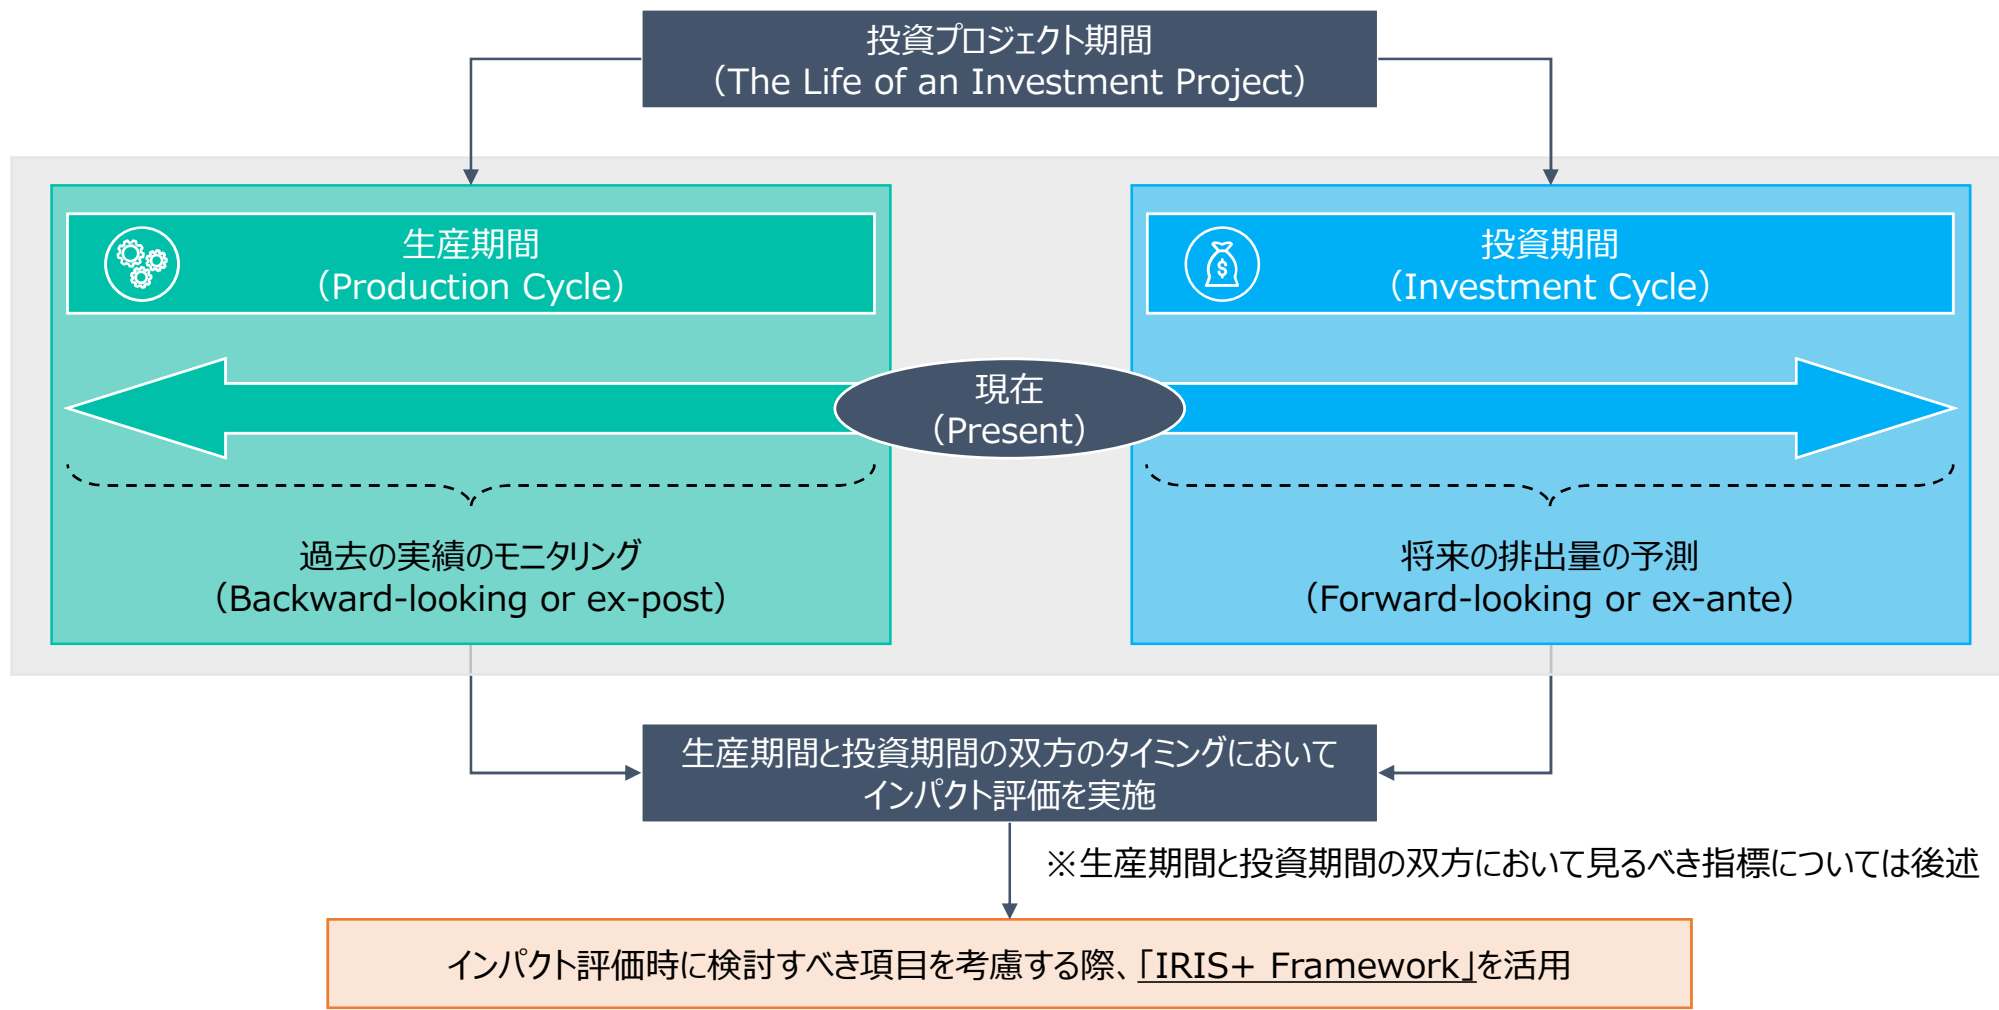 投資プロジェクト期間
（The Life of an Investment Project）
生産期間
（Production Cycle）
投資期間
（Investment Cycle）
現在
（Present）
過去の実績のモニタリング
（Backward-looking or ex-post）
将来の排出量の予測
（Forward-looking or ex-ante）
生産期間と投資期間の双方のタイミングにおいて
インパクト評価を実施
※生産期間と投資期間の双方において見るべき指標については後述
インパクト評価時に検討すべき項目を考慮する際、「IRIS+ Framework」を活用